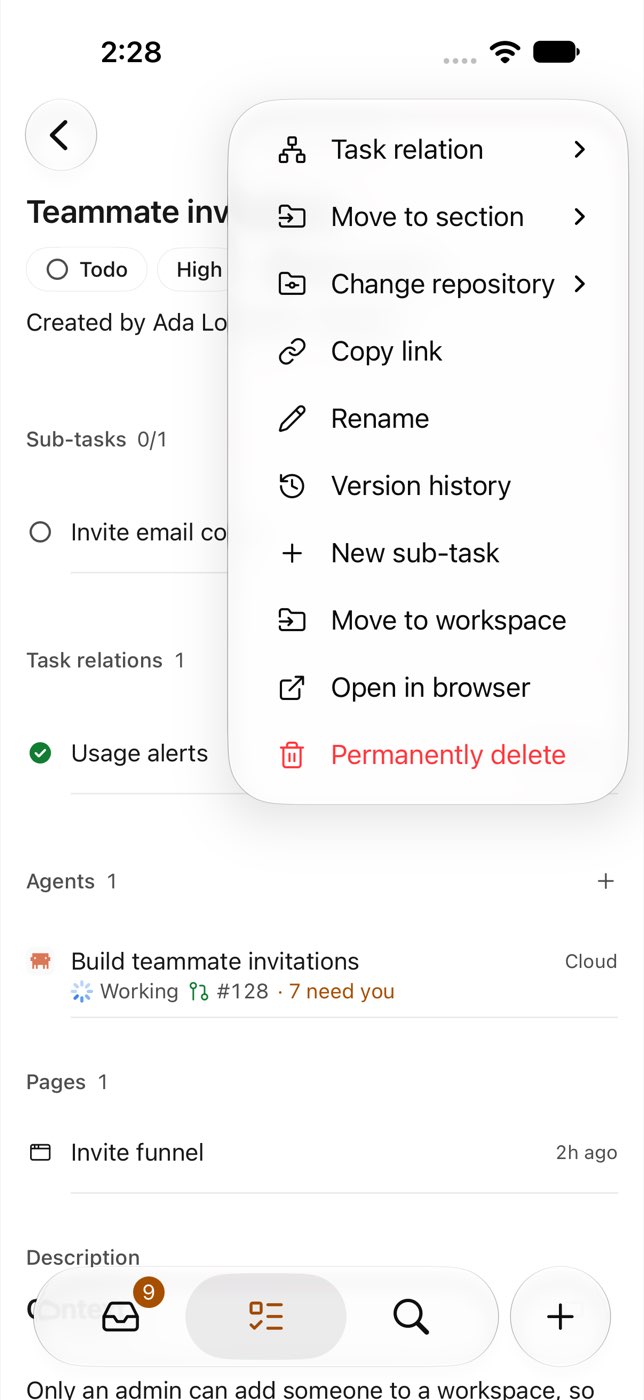 2:28
Task relation
Move to section
Teammate inv
Todo
High
Change repository
Created by Ada Lo
Copy link
Rename
Sub-tasks 0/1
Version history
Invite email co
New sub-task
Move to workspace
Task relations 1
Open in browser
Usage alerts
Permanently delete
Agents 1
Build teammate invitations
Cloud
Working #128 · 7 need you
Pages 1
Invite funnel
2h ago
Description
9
Only an admin can add someone to a workspace, so